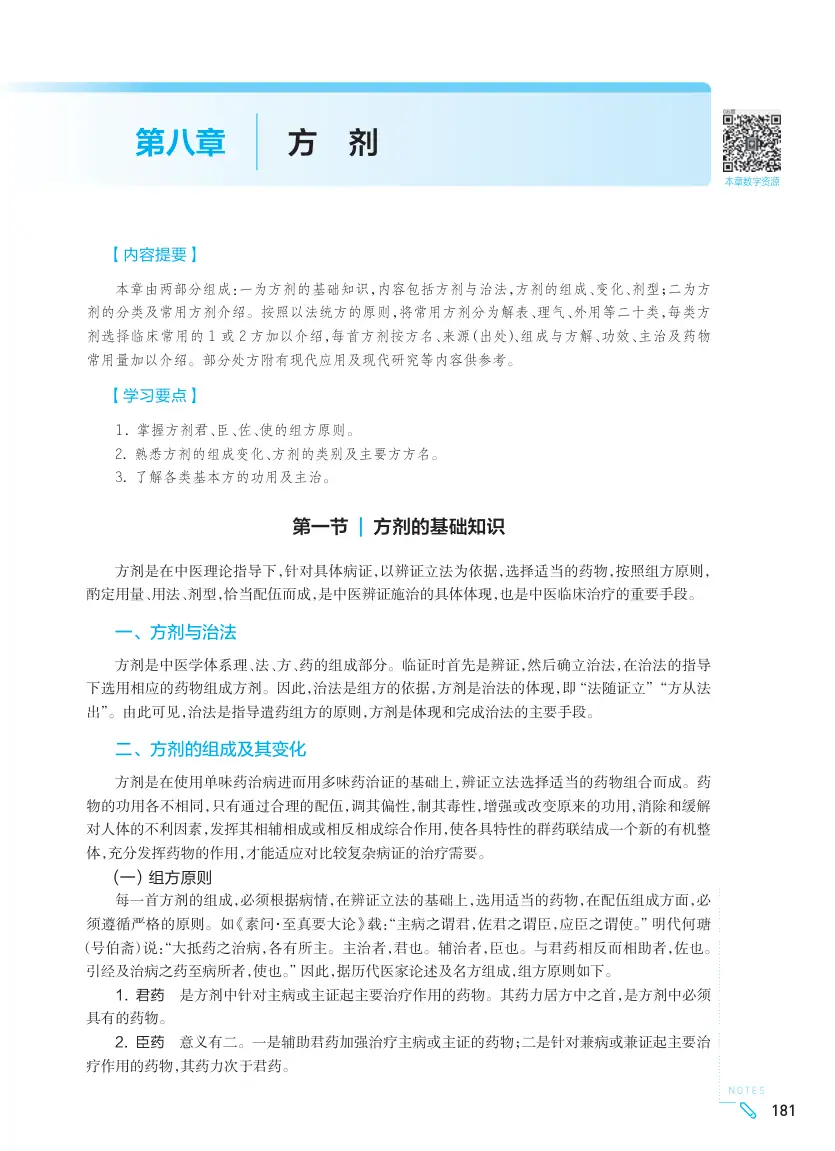 第八章 方 剂
本章数字资源
【内容提要】
本章由两部分组成:一为方剂的基础知识,内容包括方剂与治法,方剂的组成、变化、剂型;二为方
剂的分类及常用方剂介绍。按照以法统方的原则,将常用方剂分为解表、理气、外用等二十类,每类方
剂选择临床常用的 1 或 2 方加以介绍,每首方剂按方名、来源(出处)、组成与方解、功效、主治及药物
常用量加以介绍。部分处方附有现代应用及现代研究等内容供参考。
【学习要点】
1. 掌握方剂君、臣、佐、使的组方原则。
2. 熟悉方剂的组成变化、方剂的类别及主要方方名。
3. 了解各类基本方的功用及主治。
第一节 | 方剂的基础知识
方剂是在中医理论指导下,针对具体病证,以辨证立法为依据,选择适当的药物,按照组方原则,
酌定用量、用法、剂型,恰当配伍而成,是中医辨证施治的具体体现,也是中医临床治疗的重要手段。
一、方剂与治法
方剂是中医学体系理、法、方、药的组成部分。临证时首先是辨证,然后确立治法,在治法的指导
下选用相应的药物组成方剂。因此,治法是组方的依据,方剂是治法的体现,即“法随证立”“方从法
出”。由此可见,治法是指导遣药组方的原则,方剂是体现和完成治法的主要手段。
二、方剂的组成及其变化
方剂是在使用单味药治病进而用多味药治证的基础上,辨证立法选择适当的药物组合而成。药
物的功用各不相同,只有通过合理的配伍,调其偏性,制其毒性,增强或改变原来的功用,消除和缓解
对人体的不利因素,发挥其相辅相成或相反相成综合作用,使各具特性的群药联结成一个新的有机整
体,充分发挥药物的作用,才能适应对比较复杂病证的治疗需要。
(一)组方原则
每一首方剂的组成,必须根据病情,在辨证立法的基础上,选用适当的药物,在配伍组成方面,必
须遵循严格的原则。如《素问·至真要大论》载:“主病之谓君,佐君之谓臣,应臣之谓使。”明代何瑭
(号伯斋)说:“大抵药之治病,各有所主。主治者,君也。辅治者,臣也。与君药相反而相助者,佐也。
引经及治病之药至病所者,使也。”因此,据历代医家论述及名方组成,组方原则如下。
1. 君药 是方剂中针对主病或主证起主要治疗作用的药物。其药力居方中之首,是方剂中必须
具有的药物。
2. 臣药 意义有二。一是辅助君药加强治疗主病或主证的药物;二是针对兼病或兼证起主要治
疗作用的药物,其药力次于君药。
NOTES
181